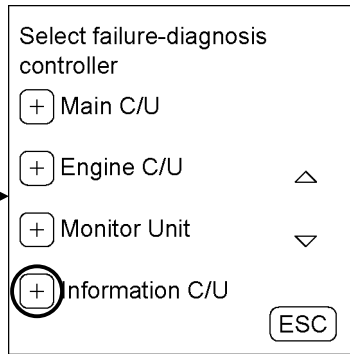 Select failure-diagnosis
controller
+ Main C/U
+ Engine C/U
+ Monitor Unit
+ Information C/U
ESC